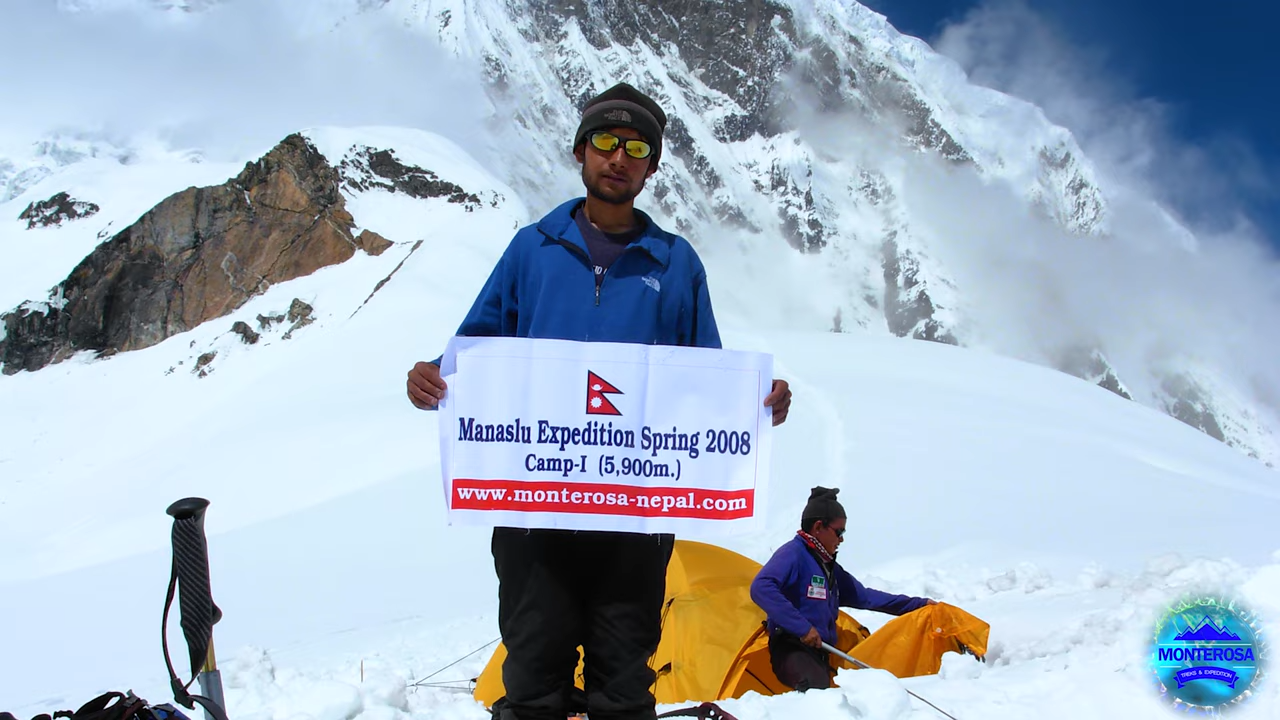 Manaslu Expedition Spring 2008
Camp-I (5,900m.)
www.monterosa-nepal.com
MONTEROSA
TREKS & EXPEDITION